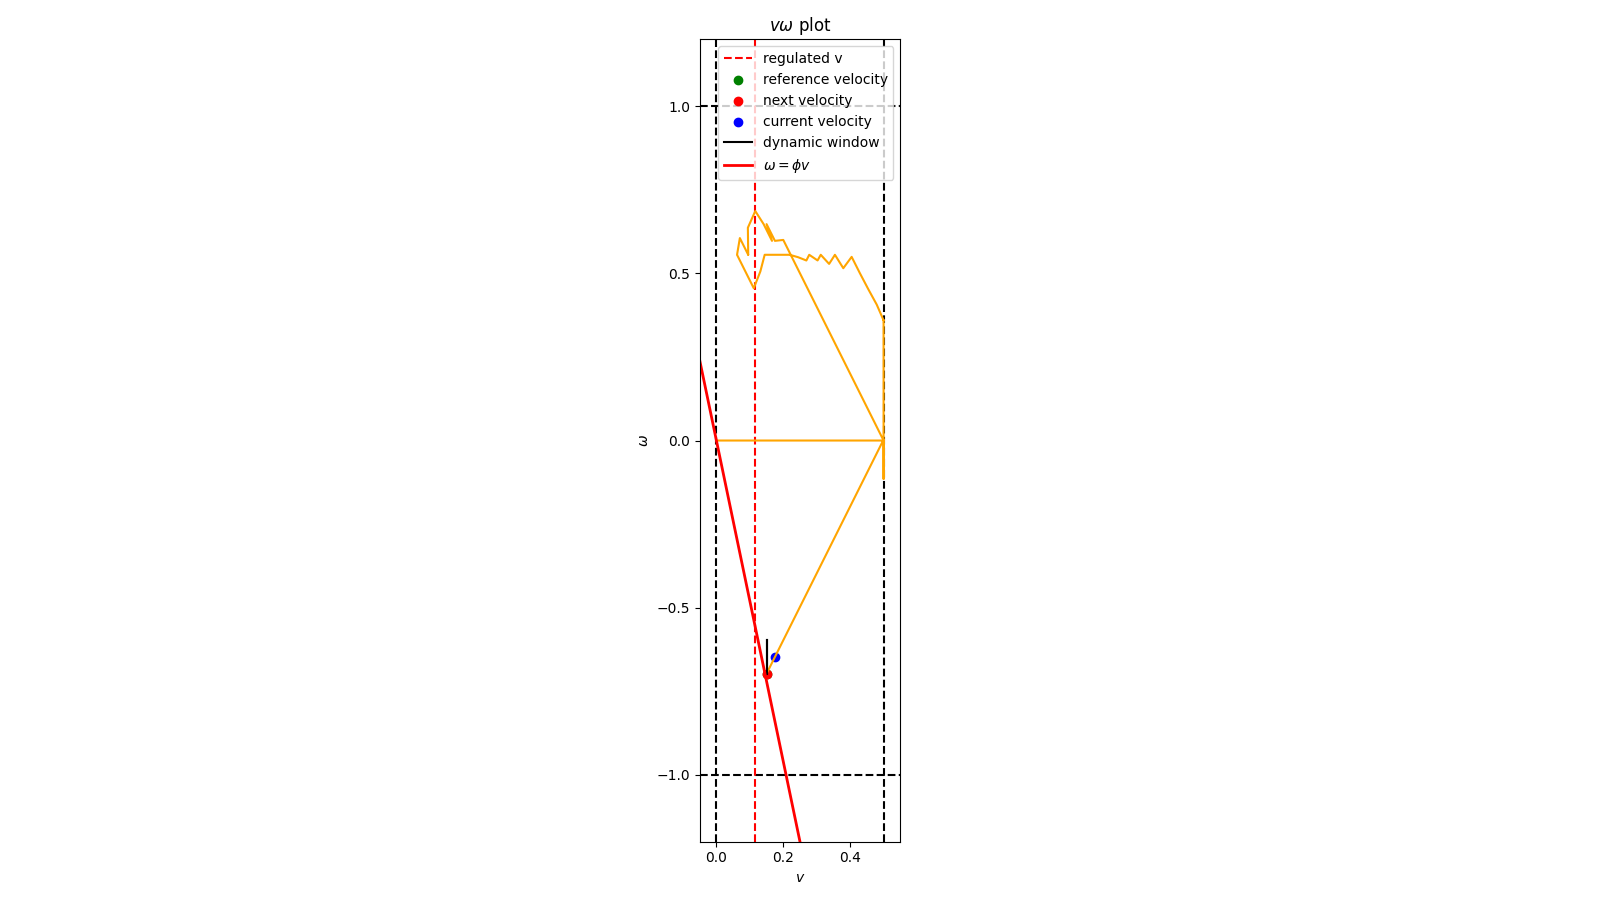 vω plot
regulated v
reference velocity
next velocity
current velocity
dynamic window
ω = ϕv
1.0
0.5
0.0
−0.5
−1.0
ω
0.0 0.2 0.4
v